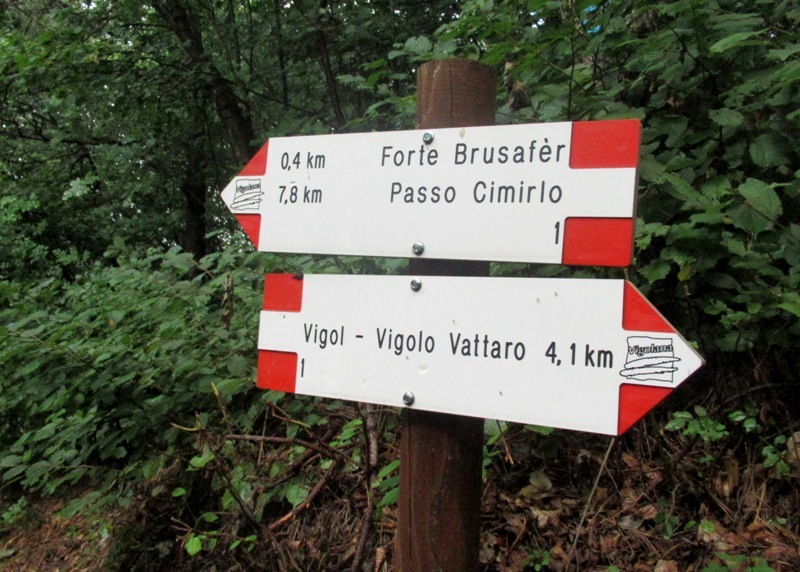 0,4 km Forte Brusafèr
7,8 km Passo Cimirlo
1
Vigolana
Vigol - Vigolo Vattaro 4,1 km
1
Vigolana